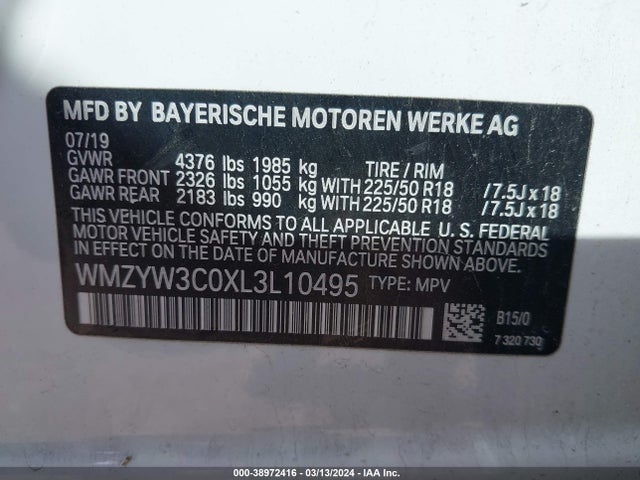 MFD BY BAYERISCHE MOTOREN WERKE AG
07/19
GVWR 4376 lbs 1985 kg TIRE / RIM
GAWR FRONT 2326 lbs 1055 kg WITH 225/50 R18 /7.5J x 18
GAWR REAR 2183 lbs 990 kg WITH 225/50 R18 /7.5J x 18
THIS VEHICLE CONFORMS TO ALL APPLICABLE U. S. FEDERAL
MOTOR VEHICLE SAFETY, BUMPER, AND THEFT PREVENTION
STANDARDS IN EFFECT ON THE DATE OF MANUFACTURE SHOWN ABOVE.
WMZYW3C0XL3L10495 TYPE: MPV
B15/0
7 320 730
000-38972416 - 03/13/2024 - IAA Inc.